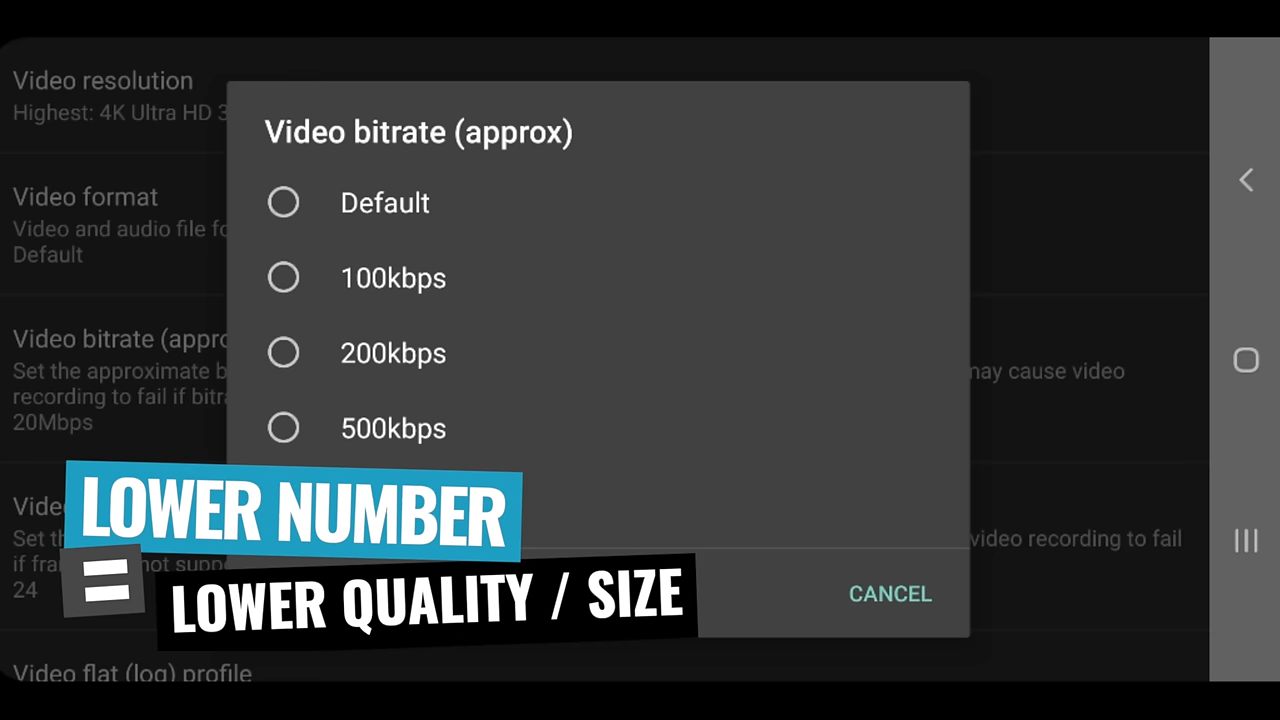 Video resolution
Highest: 4K Ultra HD 3
Video format
Video and audio file fo
Default
Video bitrate (appro
Set the approximate b
may cause video
recording to fail if bitra
20Mbps
Set th
video recording to fail
if fra
not supp
24
Video flat (log) profile
Video bitrate (approx)
Default
100kbps
200kbps
500kbps
CANCEL
LOWER NUMBER
=
LOWER QUALITY / SIZE